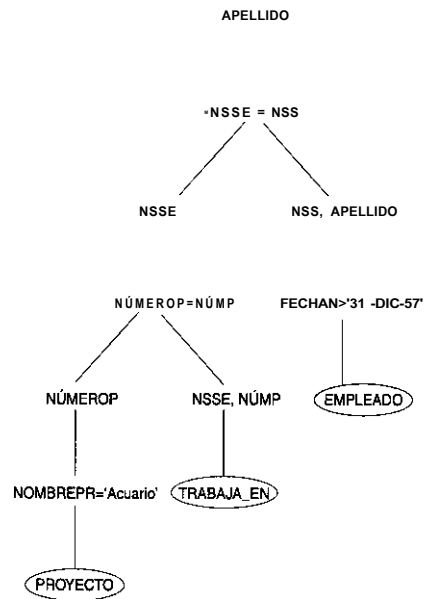 APELLIDO
*NSSE = NSS
NSSE NSS, APELLIDO
NÚMEROP=NÚMP FECHAN>'31 -DIC-57'
NÚMEROP NSSE, NÚMP EMPLEADO
NOMBREPR='Acuario' TRABAJA_EN
PROYECTO